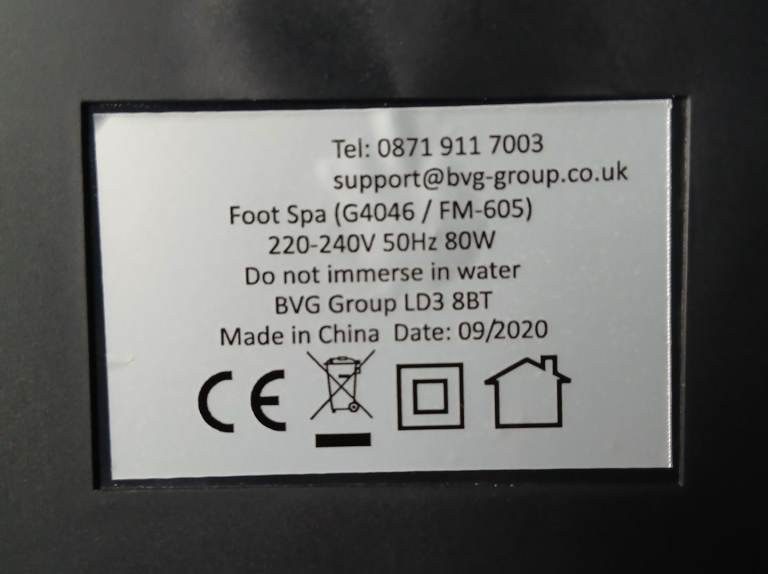 Tel: 0871 911 7003
support@bvg-group.co.uk
Foot Spa (G4046 / FM-605)
220-240V 50Hz 80W
Do not immerse in water
BVG Group LD3 8BT
Made in China Date: 09/2020
CE